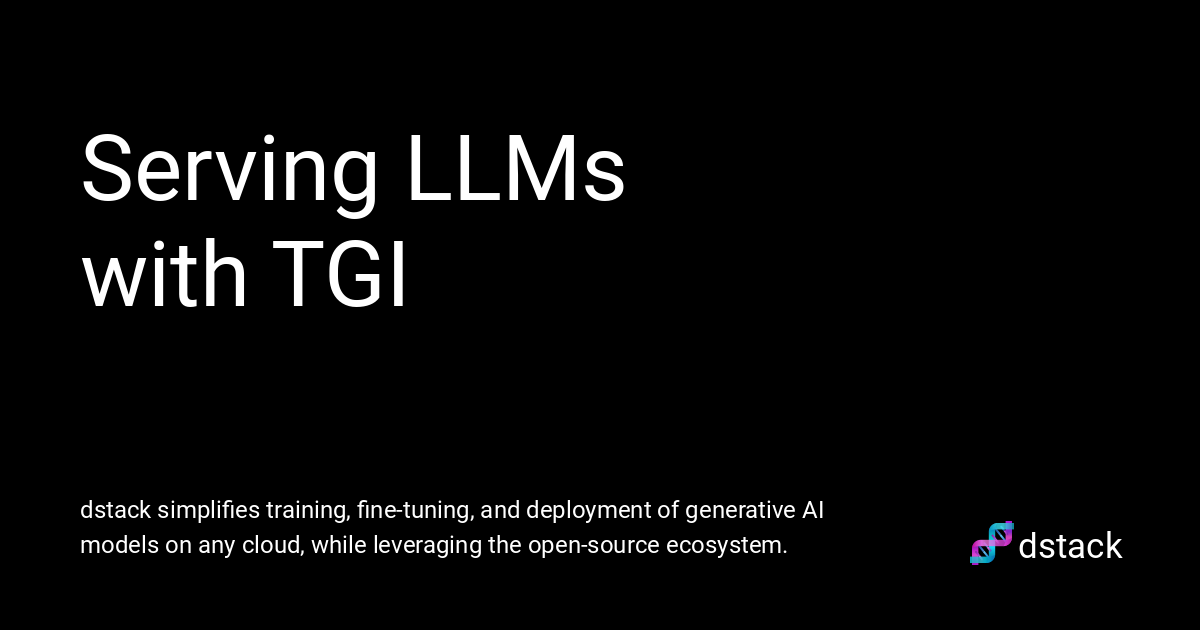 Serving LLMs
with TGI
dstack simplifies training, fine-tuning, and deployment of generative AI
models on any cloud, while leveraging the open-source ecosystem.
dstack